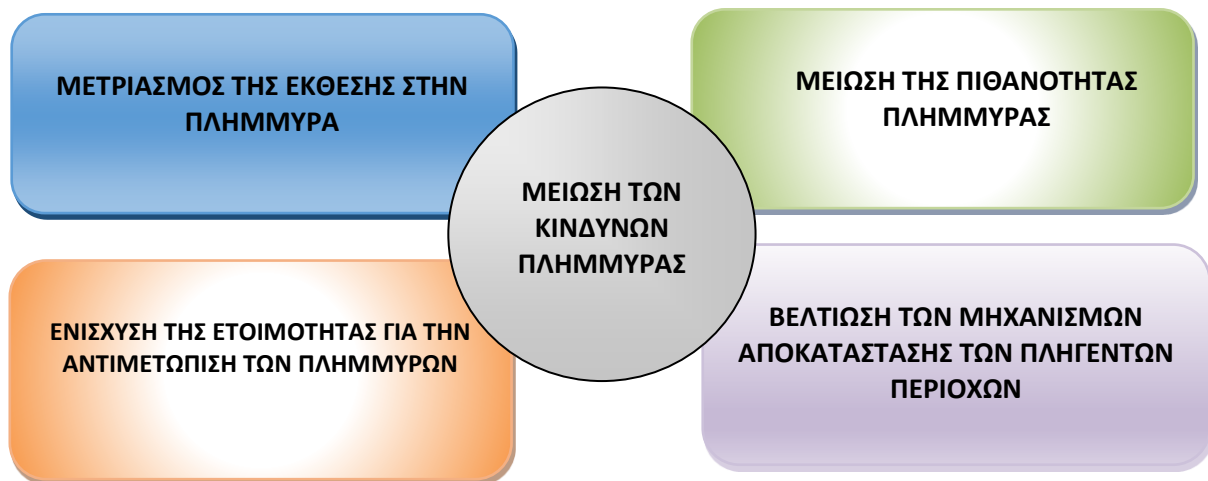 ΜΕΤΡΙΑΣΜΟΣ ΤΗΣ ΕΚΘΕΣΗΣ ΣΤΗΝ
ΠΛΗΜΜΥΡΑ
ΜΕΙΩΣΗ ΤΗΣ ΠΙΘΑΝΟΤΗΤΑΣ
ΠΛΗΜΜΥΡΑΣ
ΜΕΙΩΣΗ ΤΩΝ
ΚΙΝΔΥΝΩΝ
ΠΛΗΜΜΥΡΑΣ
ΕΝΙΣΧΥΣΗ ΤΗΣ ΕΤΟΙΜΟΤΗΤΑΣ ΓΙΑ ΤΗΝ
ΑΝΤΙΜΕΤΩΠΙΣΗ ΤΩΝ ΠΛΗΜΜΥΡΩΝ
ΒΕΛΤΙΩΣΗ ΤΩΝ ΜΗΧΑΝΙΣΜΩΝ
ΑΠΟΚΑΤΑΣΤΑΣΗΣ ΤΩΝ ΠΛΗΓΕΝΤΩΝ
ΠΕΡΙΟΧΩΝ